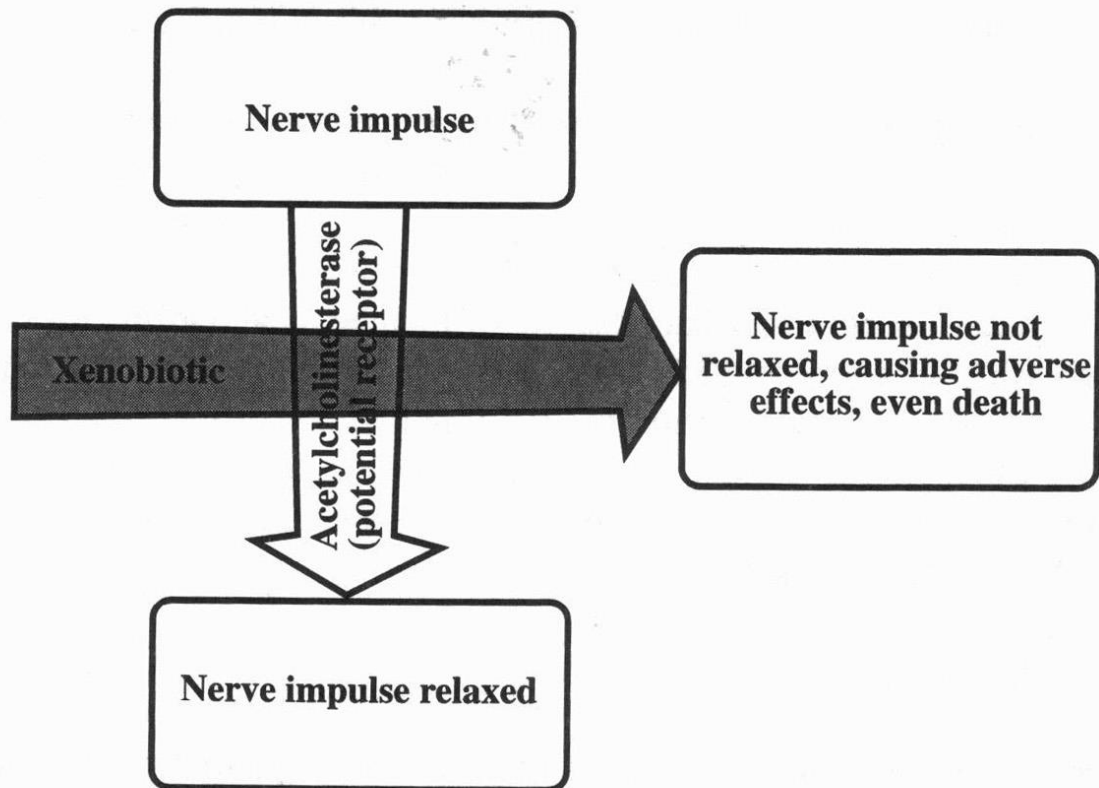 Nerve impulse
Acetylcholinesterase
(potential receptor)
Xenobiotic
Nerve impulse not
relaxed, causing adverse
effects, even death
Nerve impulse relaxed